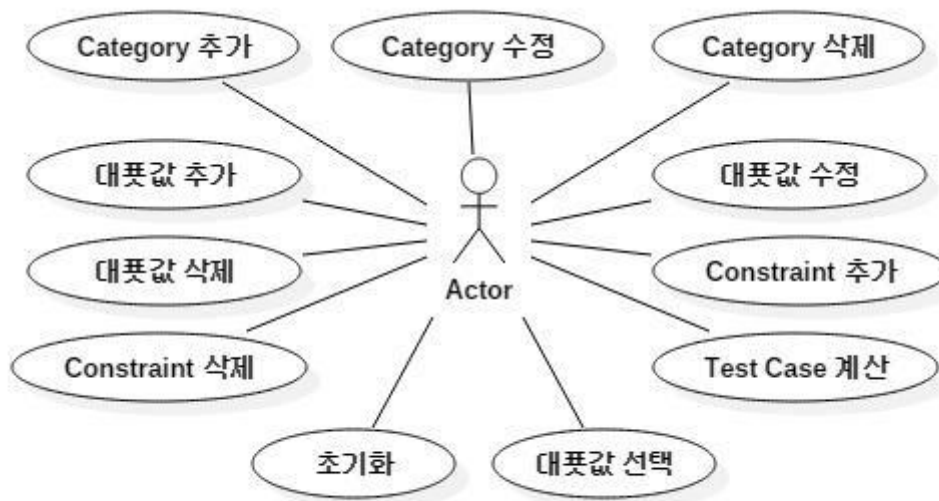 Category 추가
Category 수정
Category 삭제
대푯값 추가
대푯값 수정
대푯값 삭제
Constraint 추가
Actor
Constraint 삭제
Test Case 계산
초기화
대푯값 선택